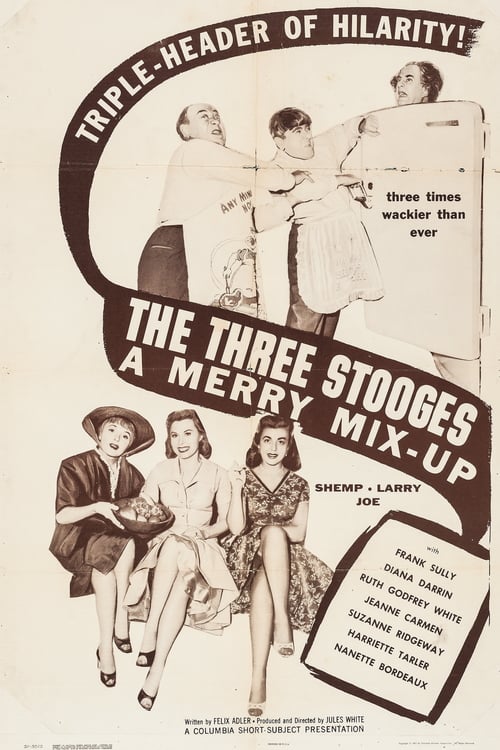 TRIPLE-HEADER OF HILARITY!
ANY MIN
three times
wackier than
ever
THE THREE STOOGES
A MERRY MIX-UP
SHEMP • LARRY
JOE
with
FRANK SULLY
DIANA DARRIN
RUTH GODFREY WHITE
JEANNE CARMEN
SUZANNE RIDGEWAY
HARRIETTE TARLER
NANETTE BORDEAUX
Written by FELIX ADLER • Produced and Directed by JULES WHITE
A COLUMBIA SHORT-SUBJECT PRESENTATION